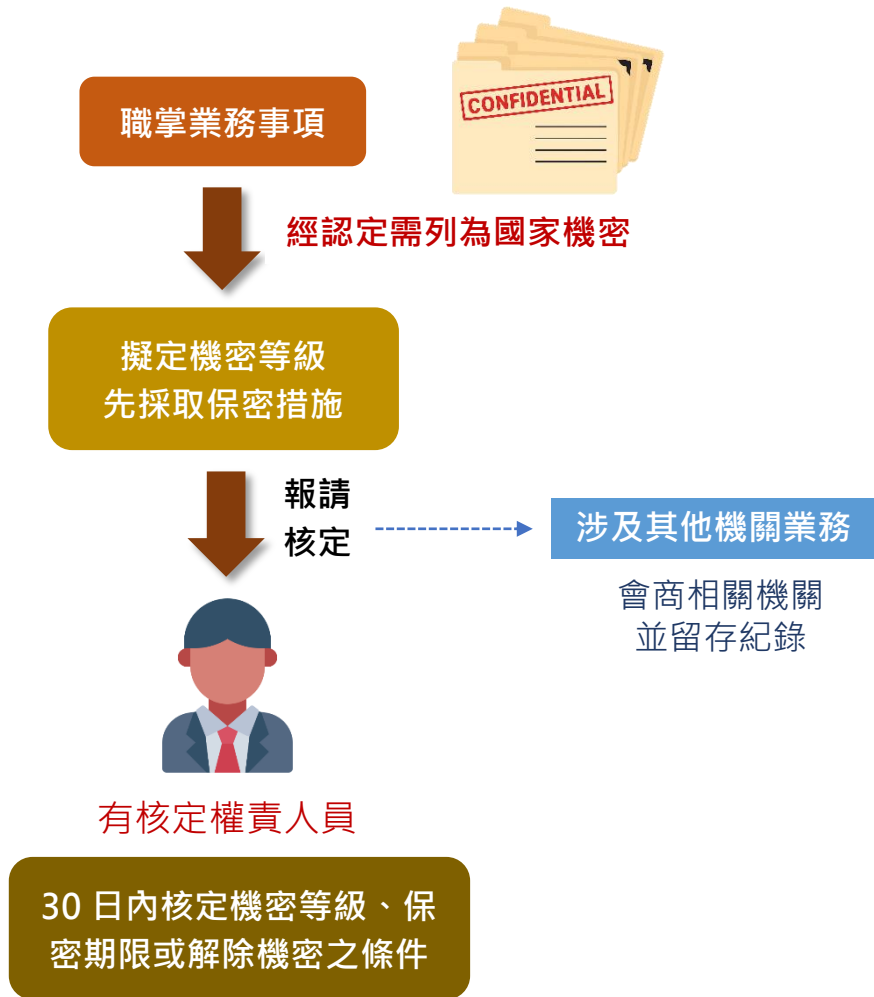 CONFIDENTIAL
職掌業務事項
經認定需列為國家機密
擬定機密等級
先採取保密措施
報請
核定
涉及其他機關業務
會商相關機關
並留存紀錄
有核定權責人員
30 日內核定機密等級、保
密期限或解除機密之條件